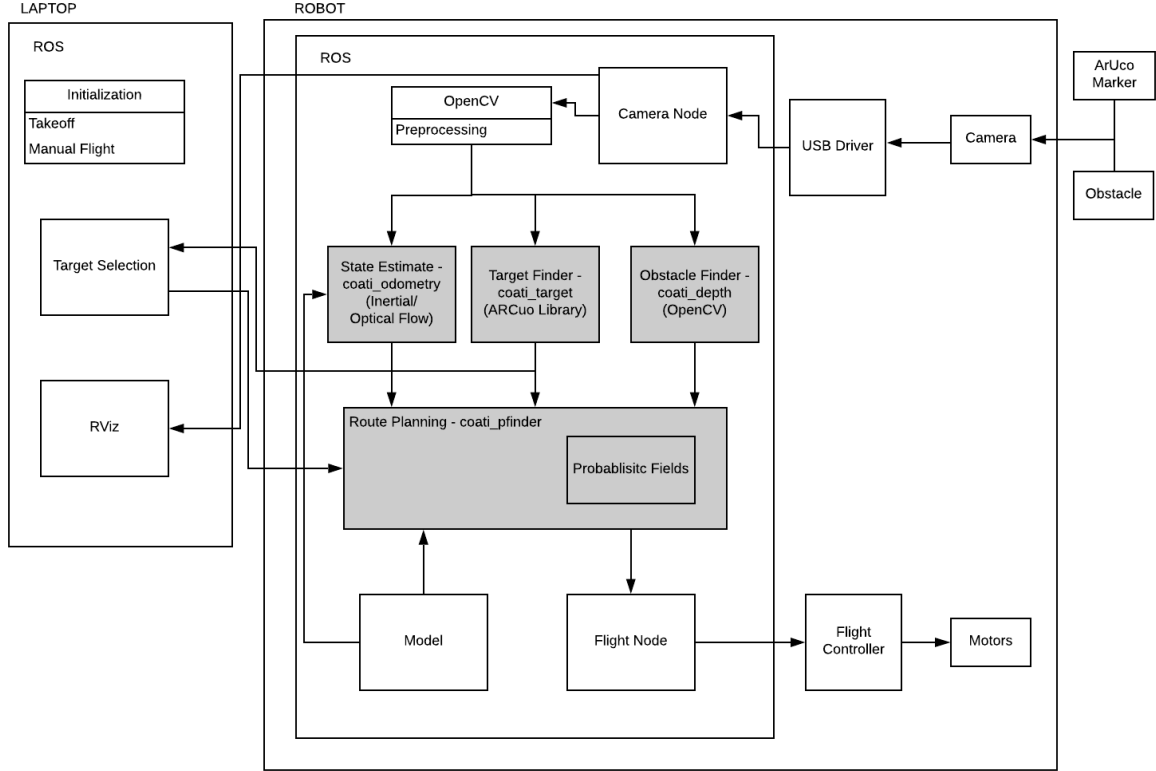 LAPTOP
ROS
Initialization
Takeoff
Manual Flight
Target Selection
RViz
ROBOT
ROS
OpenCV
Preprocessing
Camera Node
USB Driver
Camera
ArUco
Marker
Obstacle
State Estimate -
coati_odometry
(Inertial/
Optical Flow)
Target Finder -
coati_target
(ARCuo Library)
Obstacle Finder -
coati_depth
(OpenCV)
Route Planning - coati_pfinder
Probablisitc Fields
Model
Flight Node
Flight
Controller
Motors